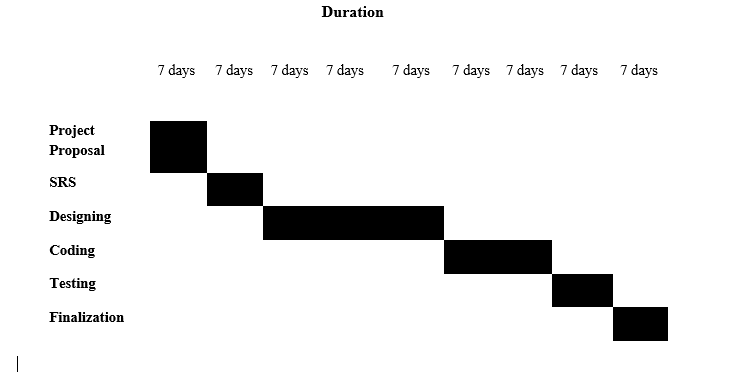 Duration
7 days 7 days 7 days 7 days 7 days 7 days 7 days 7 days 7 days
Project
Proposal
SRS
Designing
Coding
Testing
Finalization